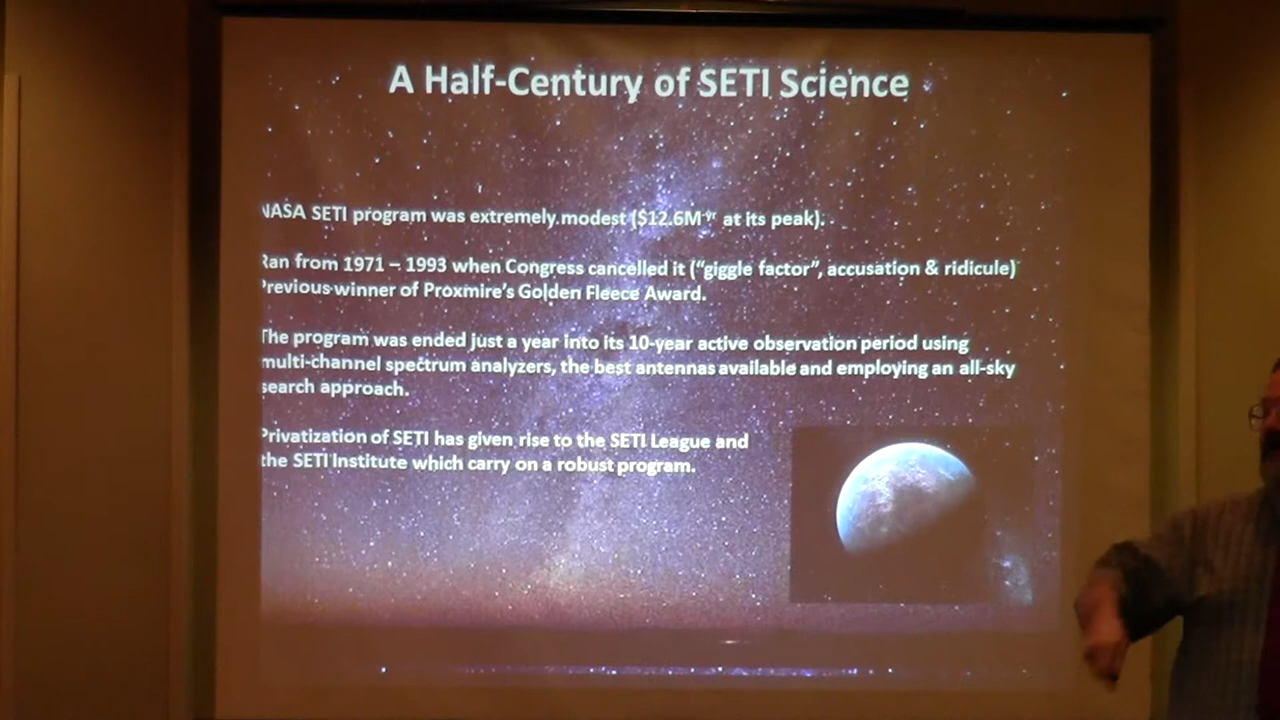 A Half-Century of SETI Science
NASA SETI program was extremely modest ($12.6M-yr at its peak).
Ran from 1971 – 1993 when Congress cancelled it ("giggle factor", accusation & ridicule)
Previous winner of Proxmire's Golden Fleece Award.
The program was ended just a year into its 10-year active observation period using
multi-channel spectrum analyzers, the best antennas available and employing an all-sky
search approach.
Privatization of SETI has given rise to the SETI League and
the SETI Institute which carry on a robust program.